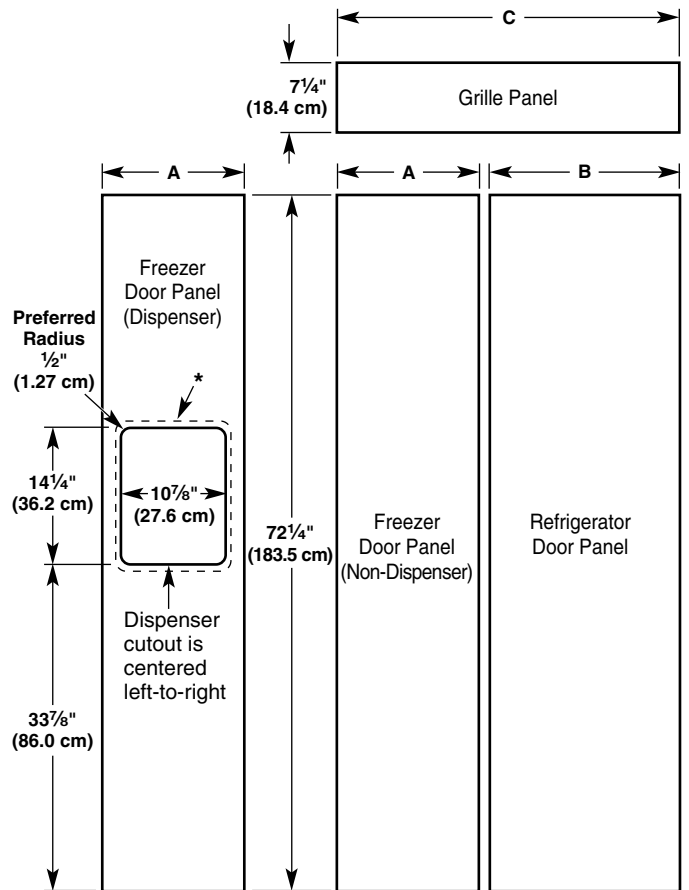 C
7¼"
(18.4 cm)
Grille Panel
A
A
B
Freezer
Door Panel
(Dispenser)
Preferred
Radius
½"
(1.27 cm)
*
14¼"
(36.2 cm)
10⅞"
(27.6 cm)
72¼"
(183.5 cm)
Freezer
Door Panel
(Non-Dispenser)
Refrigerator
Door Panel
Dispenser
cutout is
centered
left-to-right
33⅞"
(86.0 cm)